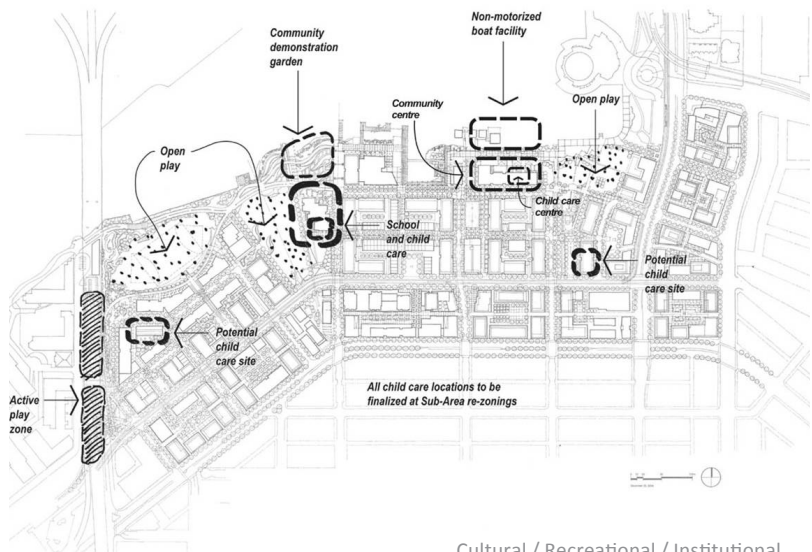 Community
demonstration
garden
Non-motorized
boat facility
Community
centre
Open play
Open
play
Child care
centre
School
and child
care
Potential
child
care site
Potential
child
care site
Active
play
zone
All child care locations to be
finalized at Sub-Area re-zonings
Cultural / Recreational / Institutional